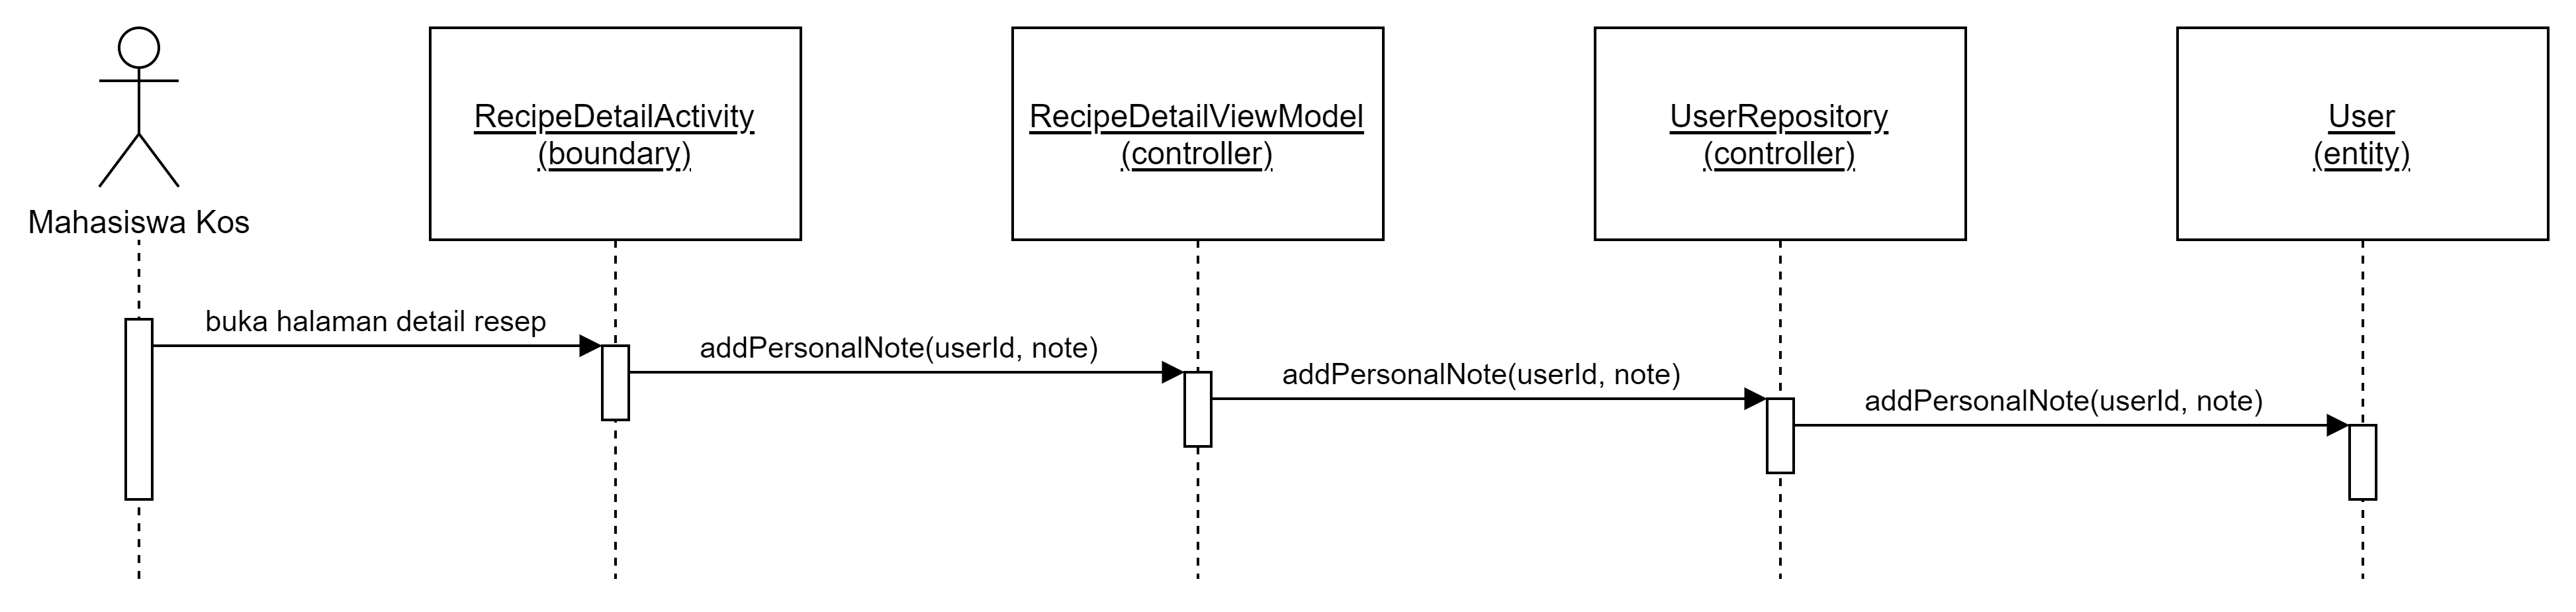 Mahasiswa Kos
RecipeDetailActivity
(boundary)
RecipeDetailViewModel
(controller)
UserRepository
(controller)
User
(entity)
buka halaman detail resep
addPersonalNote(userId, note)
addPersonalNote(userId, note)
addPersonalNote(userId, note)